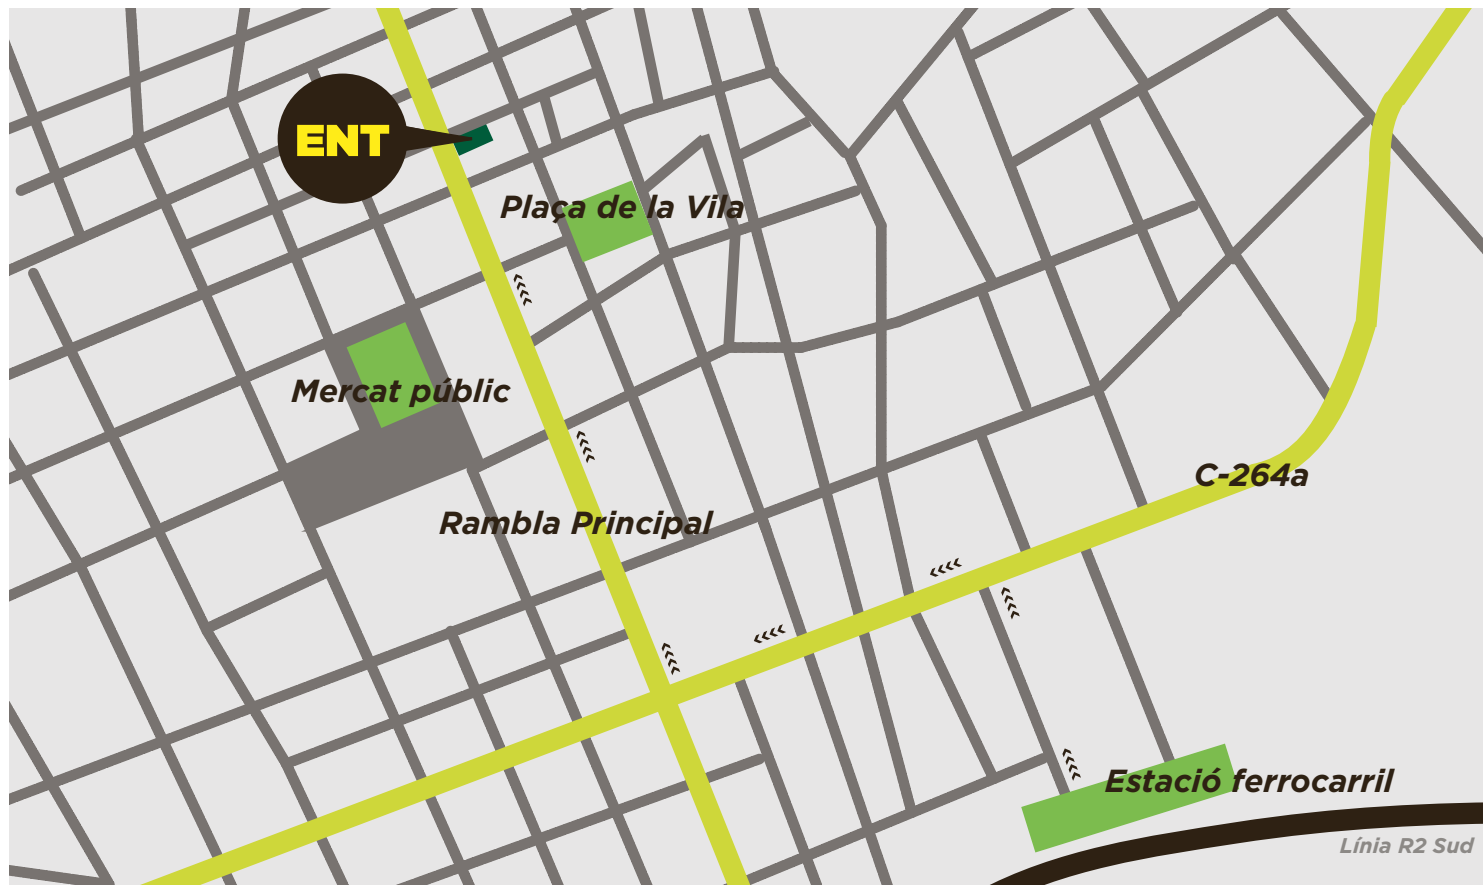 ENT
Plaça de la Vila
Mercat públic
C-264a
Rambla Principal
Estació ferrocarril
Línia R2 Sud